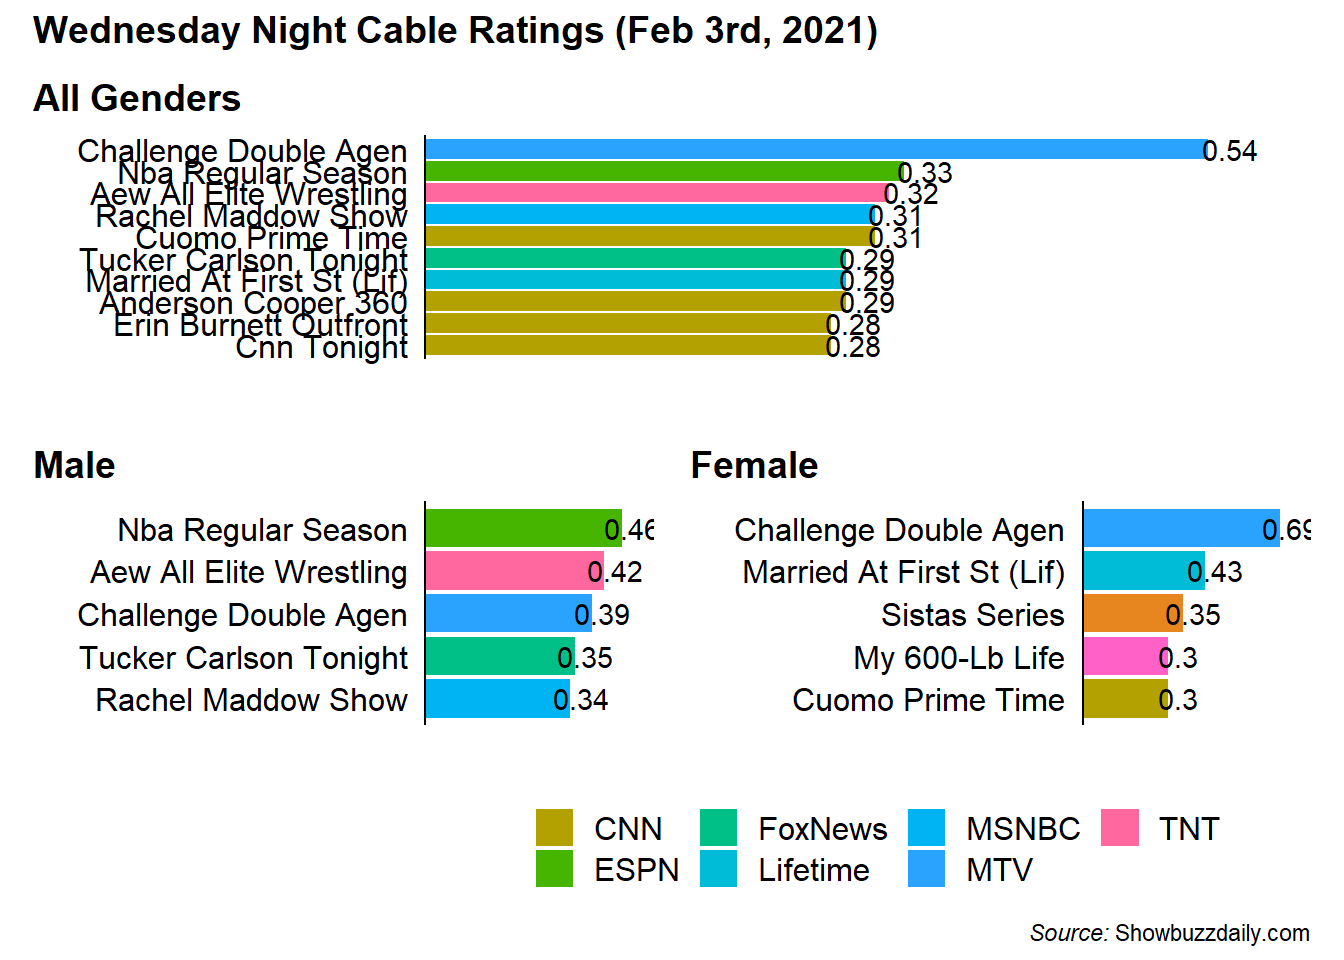 Wednesday Night Cable Ratings (Feb 3rd, 2021)
All Genders
Challenge Double Agen 0.54
Nba Regular Season 0.33
Aew All Elite Wrestling 0.32
Rachel Maddow Show 0.31
Cuomo Prime Time 0.31
Tucker Carlson Tonight 0.29
Married At First St (Lif) 0.29
Anderson Cooper 360 0.29
Erin Burnett Outfront 0.28
Cnn Tonight 0.28
Male
Nba Regular Season 0.46
Aew All Elite Wrestling 0.42
Challenge Double Agen 0.39
Tucker Carlson Tonight 0.35
Rachel Maddow Show 0.34
Female
Challenge Double Agen 0.69
Married At First St (Lif) 0.43
Sistas Series 0.35
My 600-Lb Life 0.3
Cuomo Prime Time 0.3
CNN FoxNews MSNBC TNT
ESPN Lifetime MTV
Source: Showbuzzdaily.com